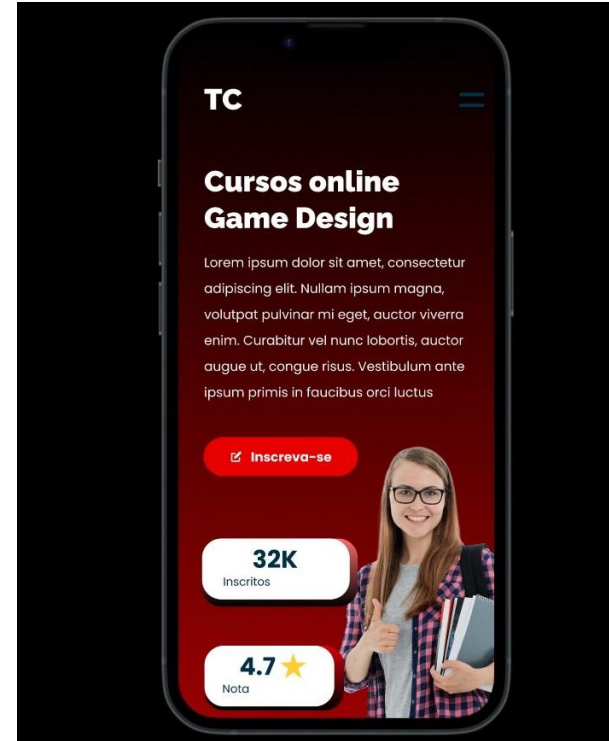 TC
Cursos online
Game Design
Lorem ipsum dolor sit amet, consectetur
adipiscing elit. Nullam ipsum magna,
volutpat pulvinar mi eget, auctor viverra
enim. Curabitur vel nunc lobortis, auctor
augue ut, congue risus. Vestibulum ante
ipsum primis in faucibus orci luctus
Inscreva-se
32K
Inscritos
4.7
Nota